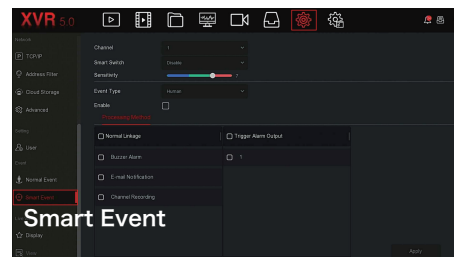 XVR 5.0
Network
TCP/IP
Address Filter
Cloud Storage
Advanced
Setting
User
Event
Normal Event
Smart Event
Display
Channel 1
Smart Switch Disable
Sensitivity 7
Event Type Human
Enable
Processing Method
Normal Linkage
Trigger Alarm Output
Buzzer Alarm
1
E-mail Notification
Channel Recording
Smart Event
Apply